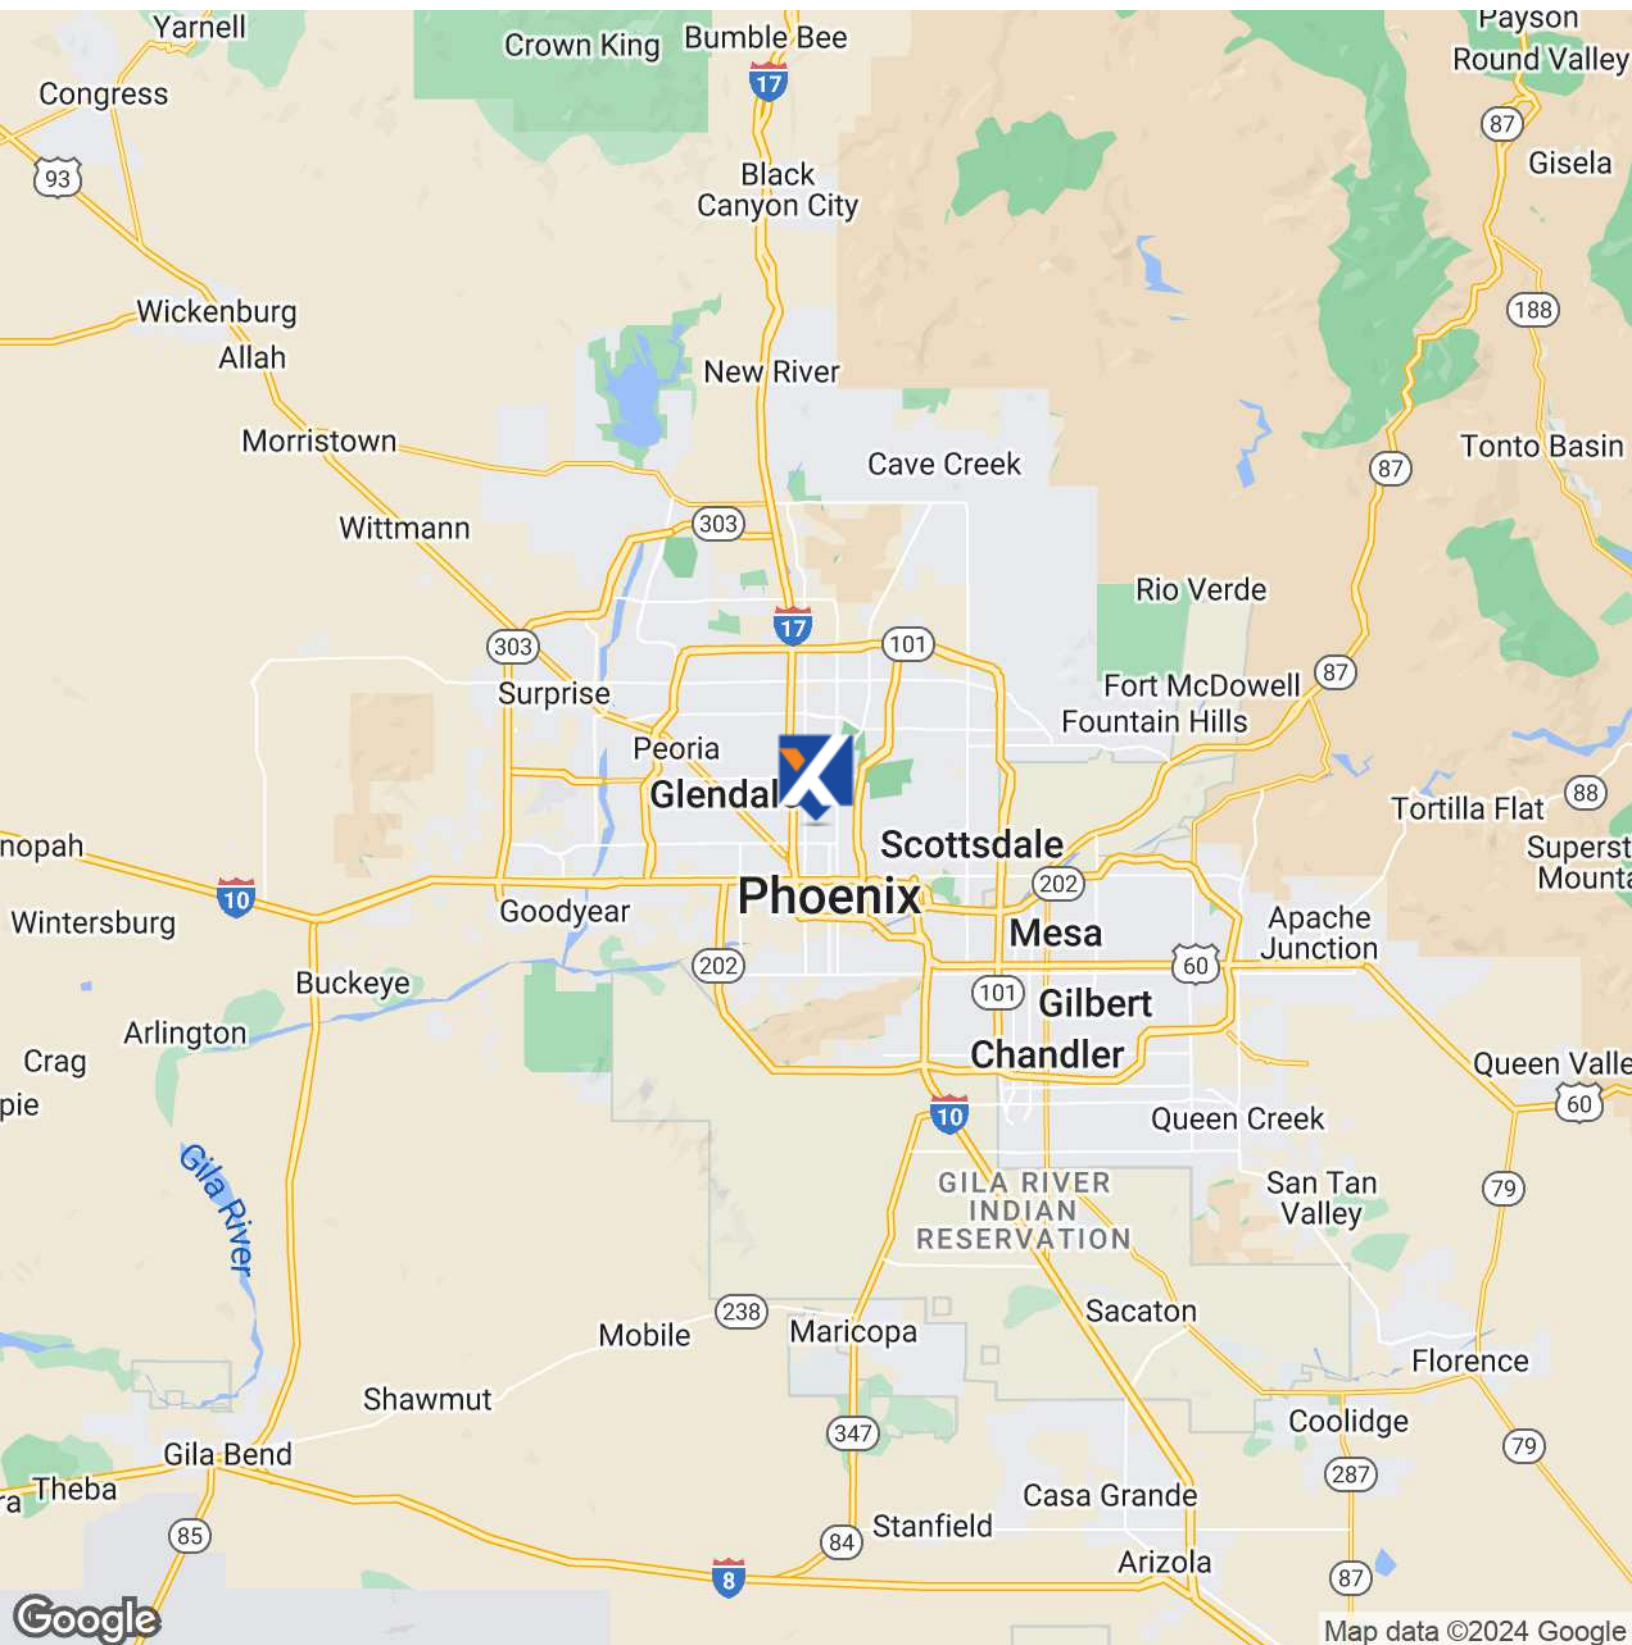 Yarnell
Crown King
Bumble Bee
Payson
Round Valley
17
Congress
87
93
Gisela
Black
Canyon City
Wickenburg
188
Allah
New River
Morristown
Tonto Basin
Cave Creek
87
Wittmann
303
Rio Verde
17
303
101
87
Surprise
Fort McDowell
Fountain Hills
Peoria
Glendal
88
Tortilla Flat
nopah
Scottsdale
Superst
Mounta
202
10
Phoenix
Goodyear
Wintersburg
Mesa
Apache
Junction
202
60
Buckeye
101
Gilbert
Arlington
Chandler
Crag
Queen Valle
pie
10
60
Queen Creek
Gila River
GILA RIVER
INDIAN
RESERVATION
San Tan
Valley
79
238
Sacaton
Mobile
Maricopa
Florence
Shawmut
Coolidge
347
79
Gila Bend
287
ra
Theba
Casa Grande
Stanfield
85
84
Arizola
8
87
Google
Map data ©2024 Google